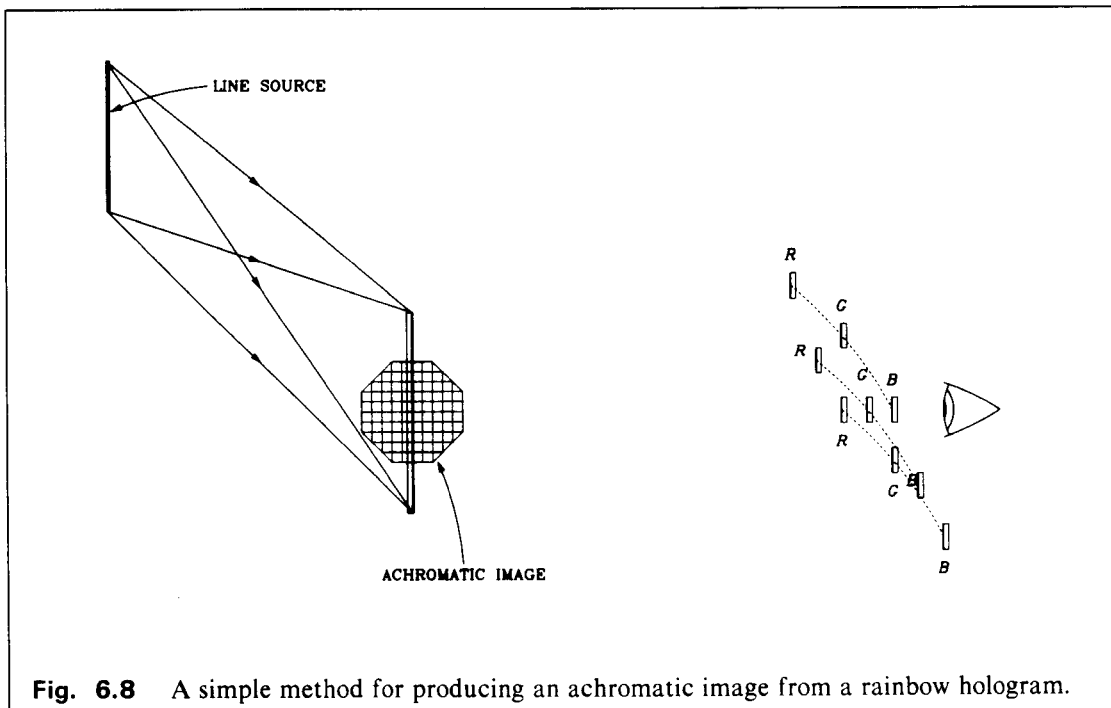 LINE SOURCE
R
G
R
G
B
R
G
B
B
ACHROMATIC IMAGE
Fig. 6.8 A simple method for producing an achromatic image from a rainbow hologram.